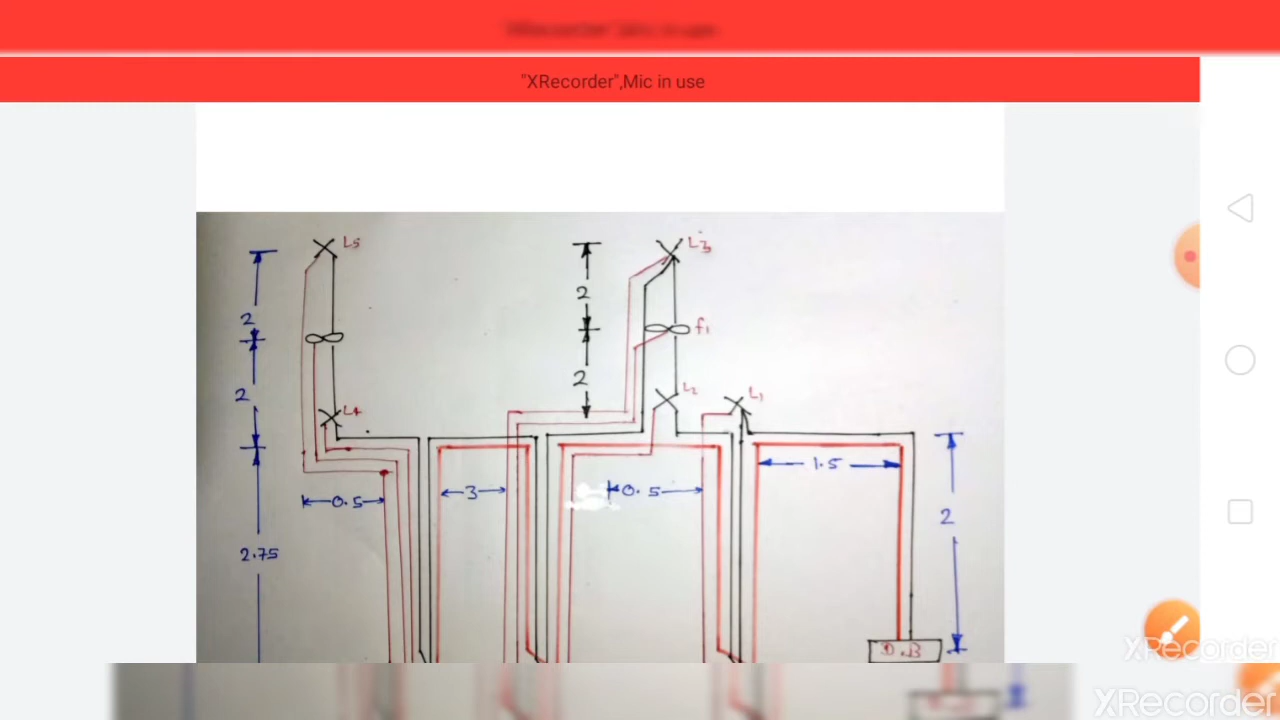 "XRecorder",Mic in use
L5
L3
2
2
f1
2
2
L2
L1
L4
1.5
3
0.5
0.5
2
2.75
D.B
XRecorder
XRecorder